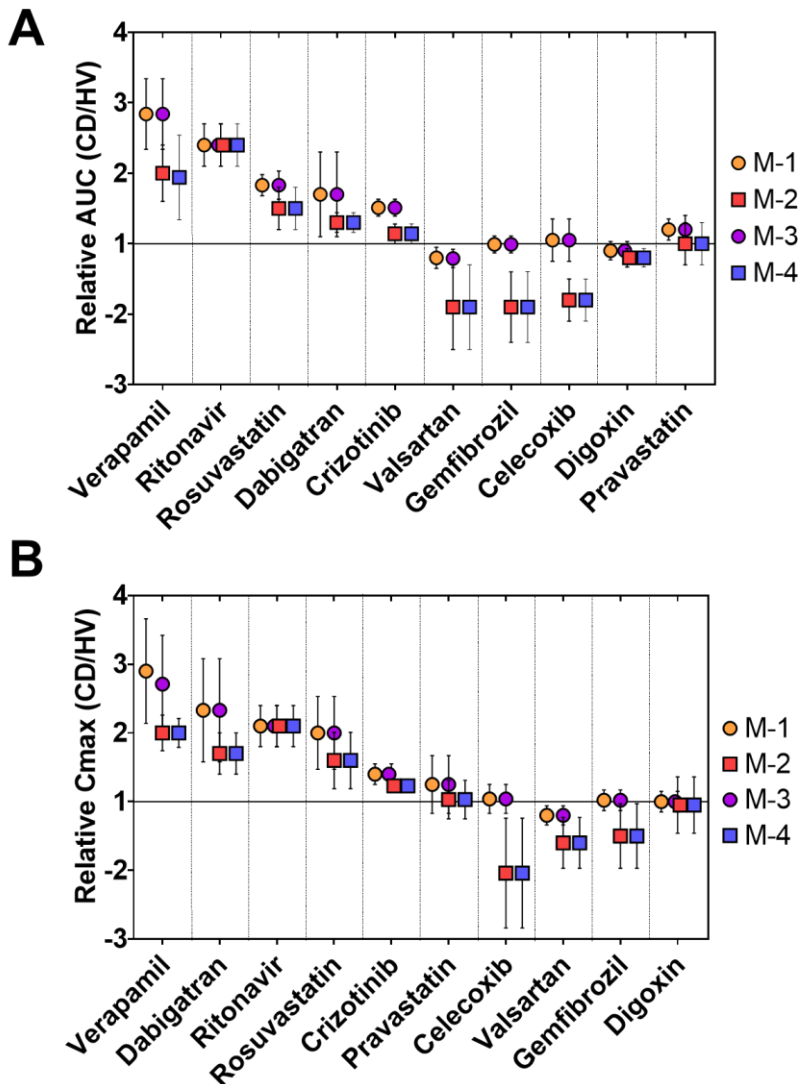 A
Relative AUC (CD/HV)
4
3
2
1
-2
-3
M-1
M-2
M-3
M-4
Verapamil
Ritonavir
Rosuvastatin
Dabigatran
Crizotinib
Valsartan
Gemfibrozil
Celecoxib
Digoxin
Pravastatin
B
Relative Cmax (CD/HV)
4
3
2
1
-2
-3
M-1
M-2
M-3
M-4
Verapamil
Dabigatran
Ritonavir
Rosuvastatin
Crizotinib
Pravastatin
Celecoxib
Valsartan
Gemfibrozil
Digoxin